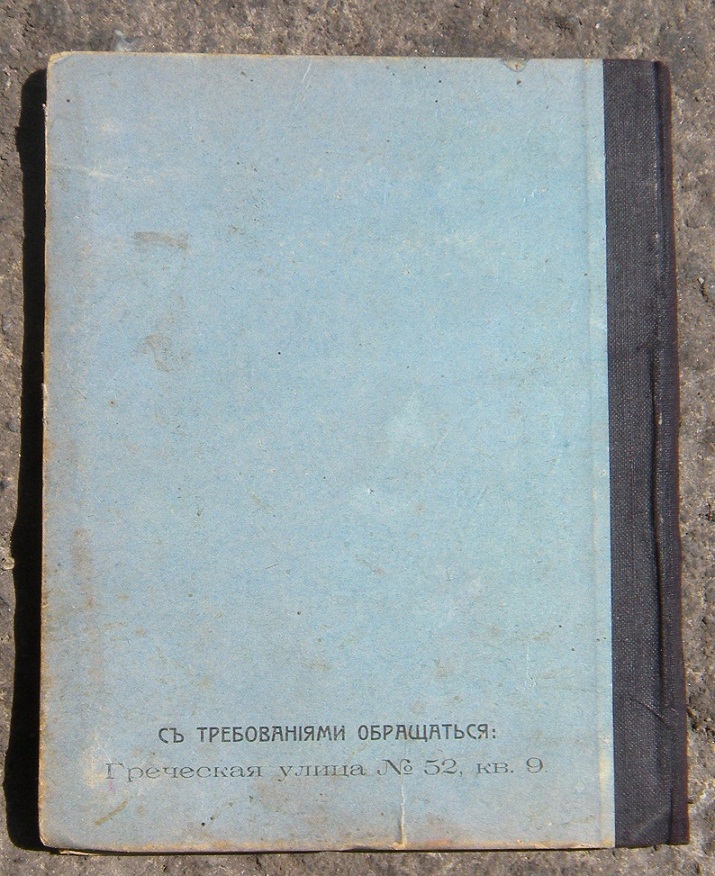 СЪ ТРЕБОВАНІЯМИ ОБРАЩАТЬСЯ:
Греческая улица № 52, кв. 9.